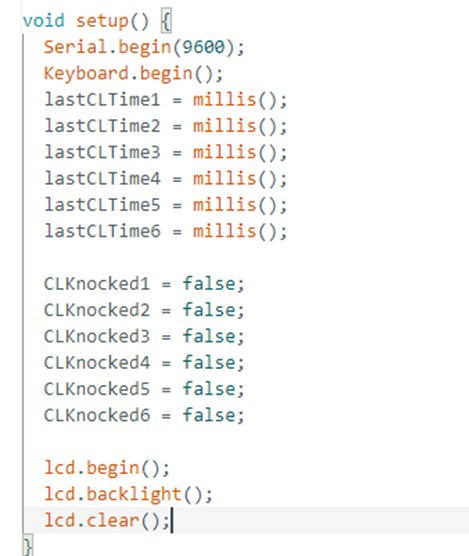 void setup() {
  Serial.begin(9600);
  Keyboard.begin();
  lastCLTime1 = millis();
  lastCLTime2 = millis();
  lastCLTime3 = millis();
  lastCLTime4 = millis();
  lastCLTime5 = millis();
  lastCLTime6 = millis();

  CLKnocked1 = false;
  CLKnocked2 = false;
  CLKnocked3 = false;
  CLKnocked4 = false;
  CLKnocked5 = false;
  CLKnocked6 = false;

  lcd.begin();
  lcd.backlight();
  lcd.clear();
}